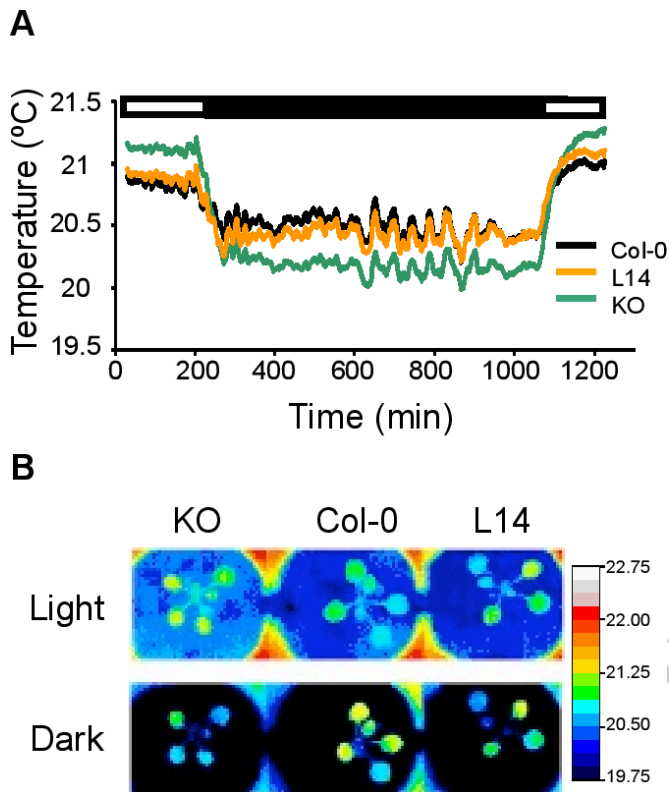 A
Temperature (ºC)
21.5
21
20.5
20
19.5
0 200 400 600 800 1000 1200
Time (min)
Col-0
L14
KO
B
KO Col-0 L14
Light
Dark
22.75
22.00
21.25
20.50
19.75